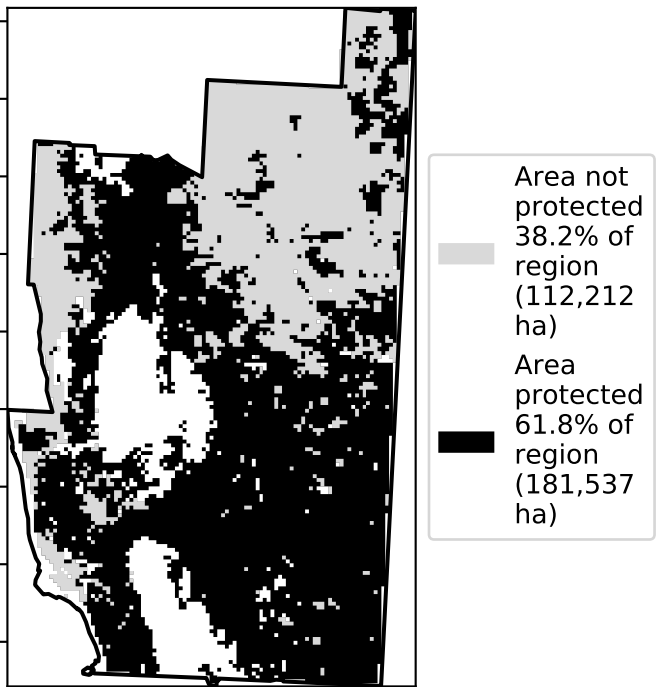 Area not
protected
38.2% of
region
(112,212
ha)
Area
protected
61.8% of
region
(181,537
ha)